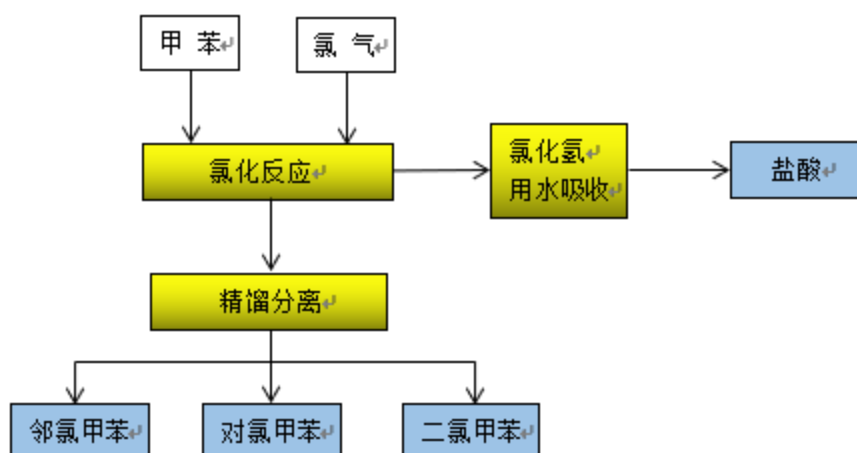 甲 苯
氯 气
氯化反应
氯化氢
用水吸收
盐酸
精馏分离
邻氯甲苯
对氯甲苯
二氯甲苯